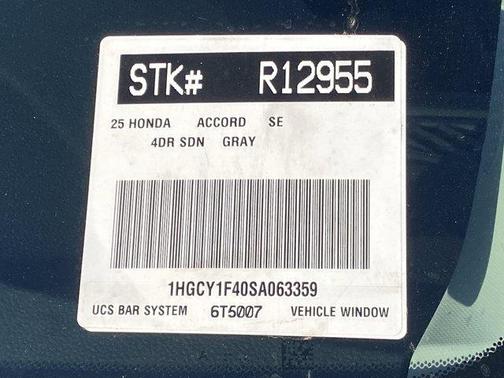 STK# R12955
25 HONDA ACCORD SE
4DR SDN GRAY
1HGCY1F40SA063359
UCS BAR SYSTEM 6T5007 VEHICLE WINDOW